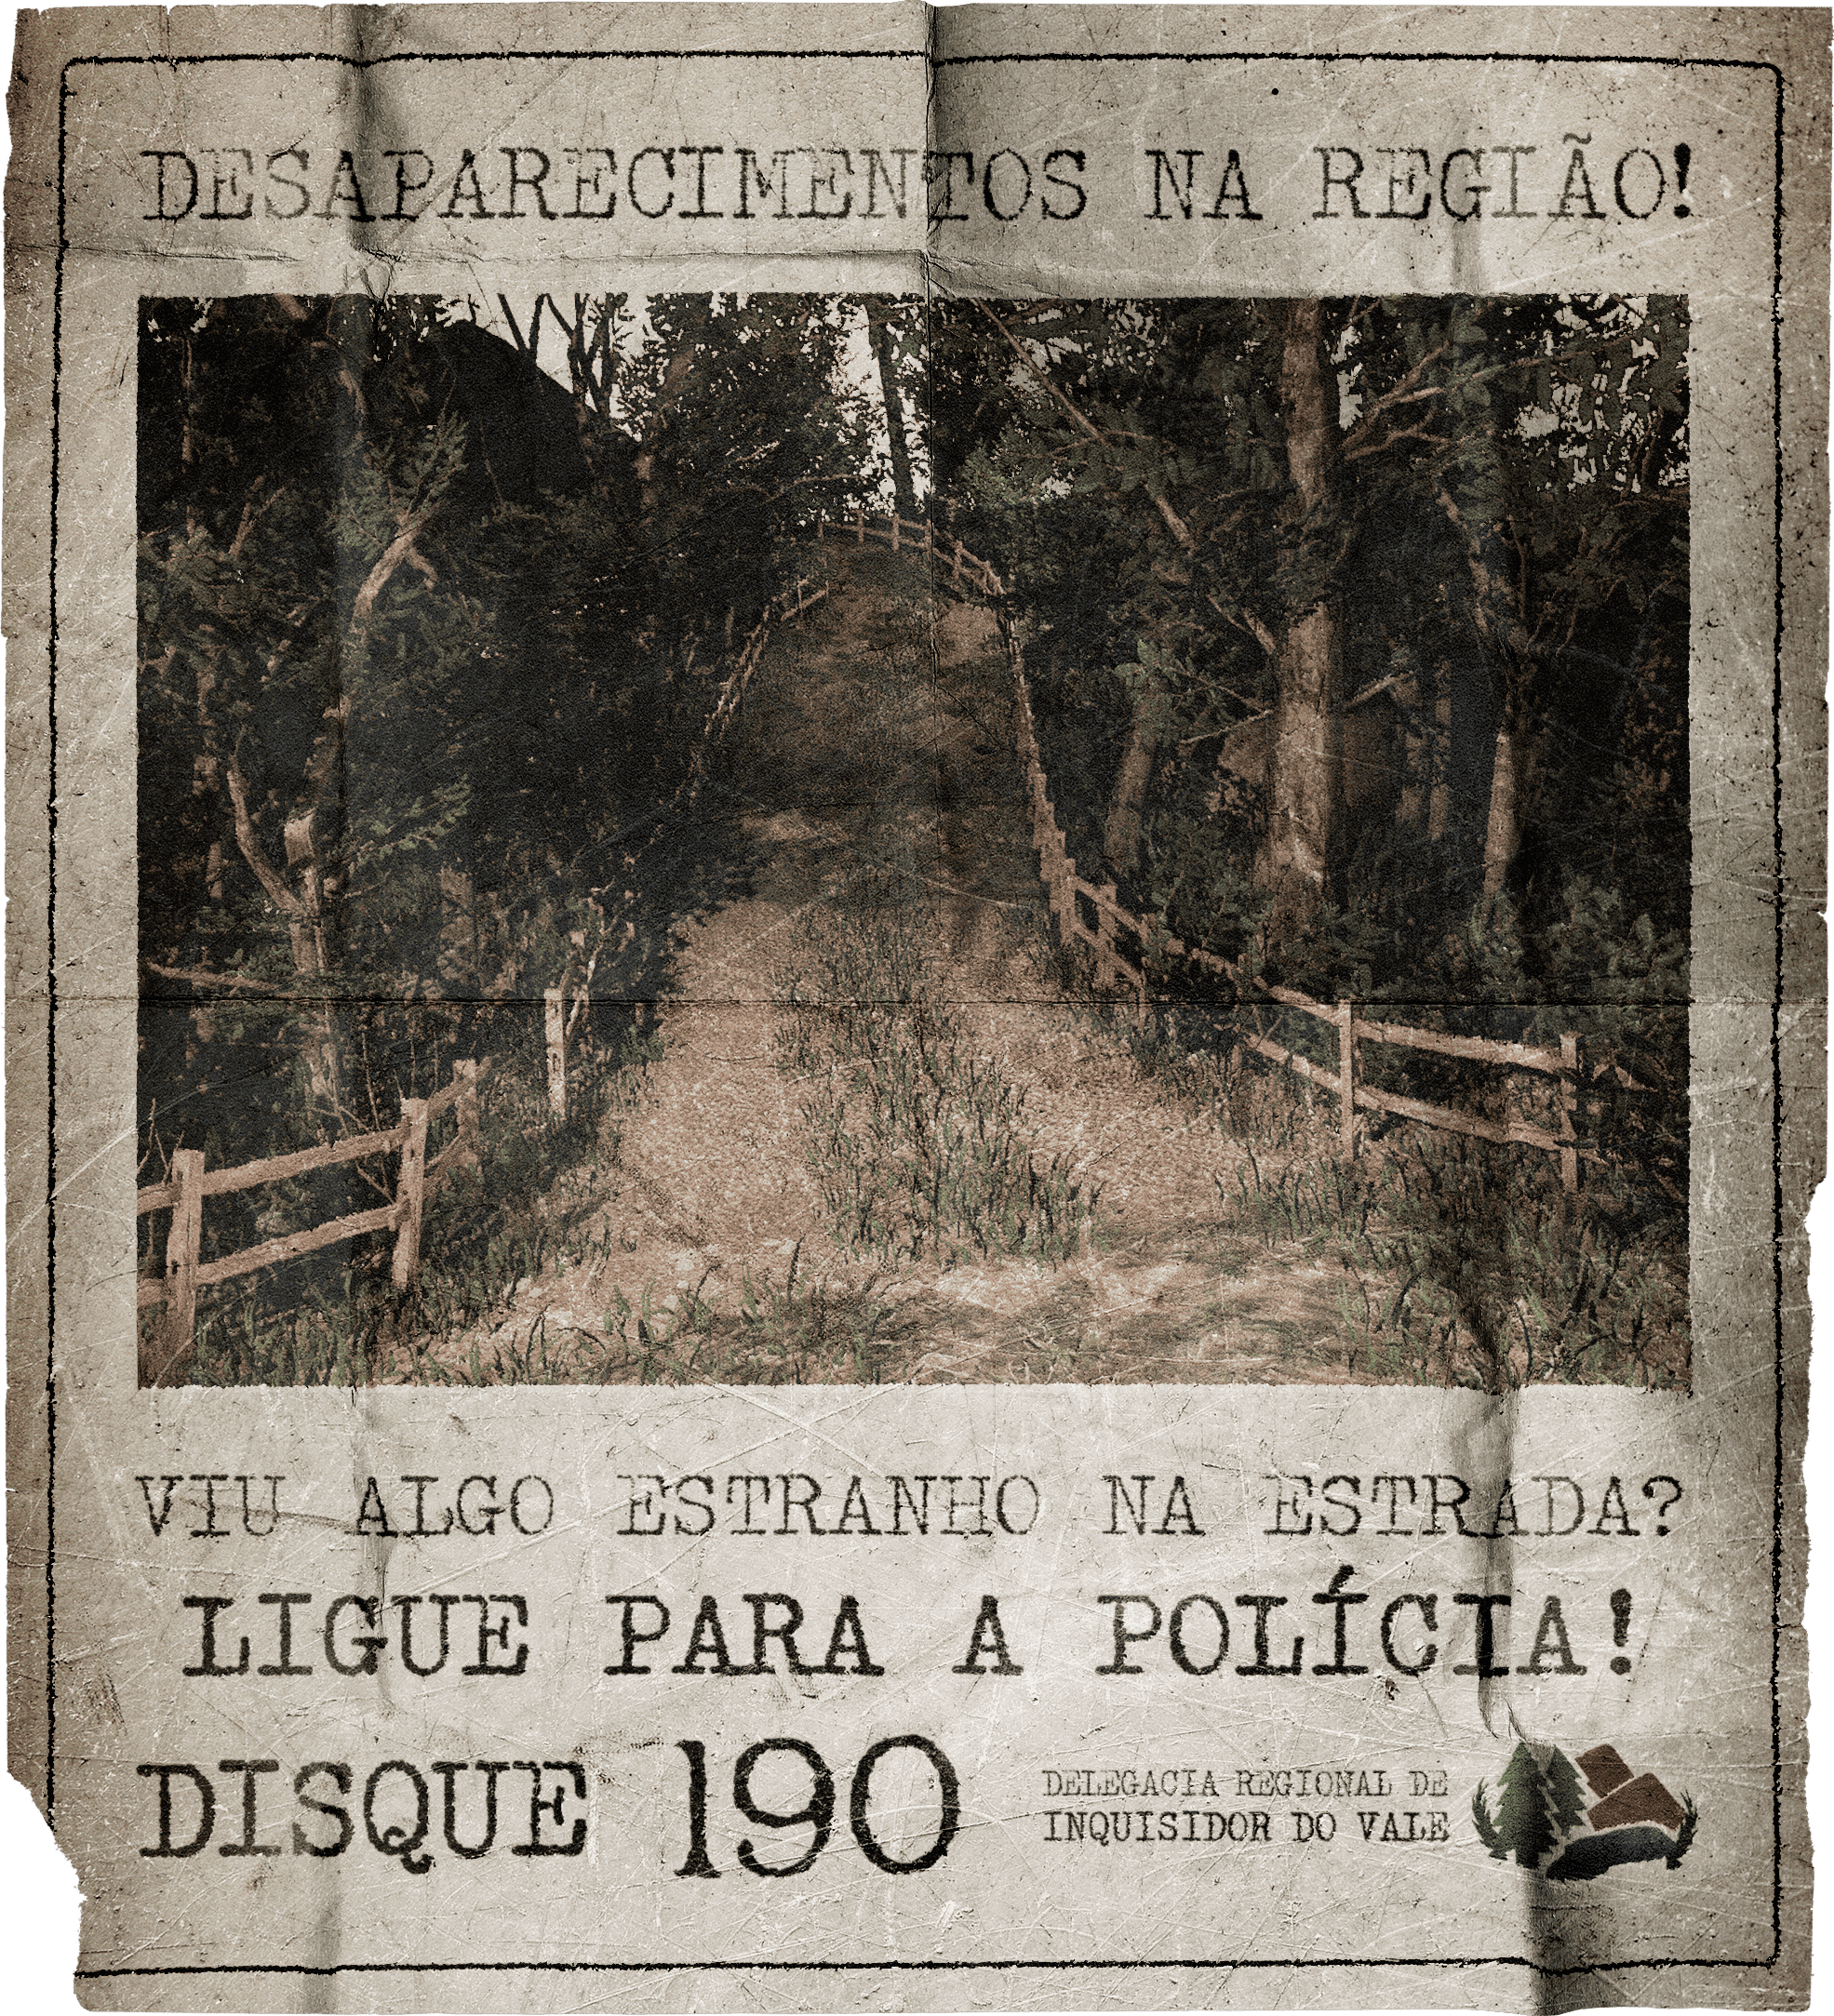 DESAPARECIMENTOS NA REGIÃO!
VIU ALGO ESTRANHO NA ESTRADA?
LIGUE PARA A POLÍCIA!
DISQUE 190
DELEGACIA REGIONAL DE
INQUISIDOR DO VALE